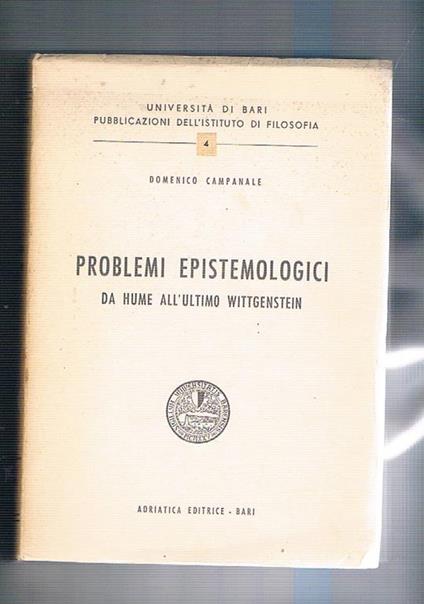 UNIVERSITÀ DI BARI
PUBBLICAZIONI DELL'ISTITUTO DI FILOSOFIA
4
DOMENICO CAMPANALE
PROBLEMI EPISTEMOLOGICI
DA HUME ALL'ULTIMO WITTGENSTEIN
ADRIATICA EDITRICE - BARI